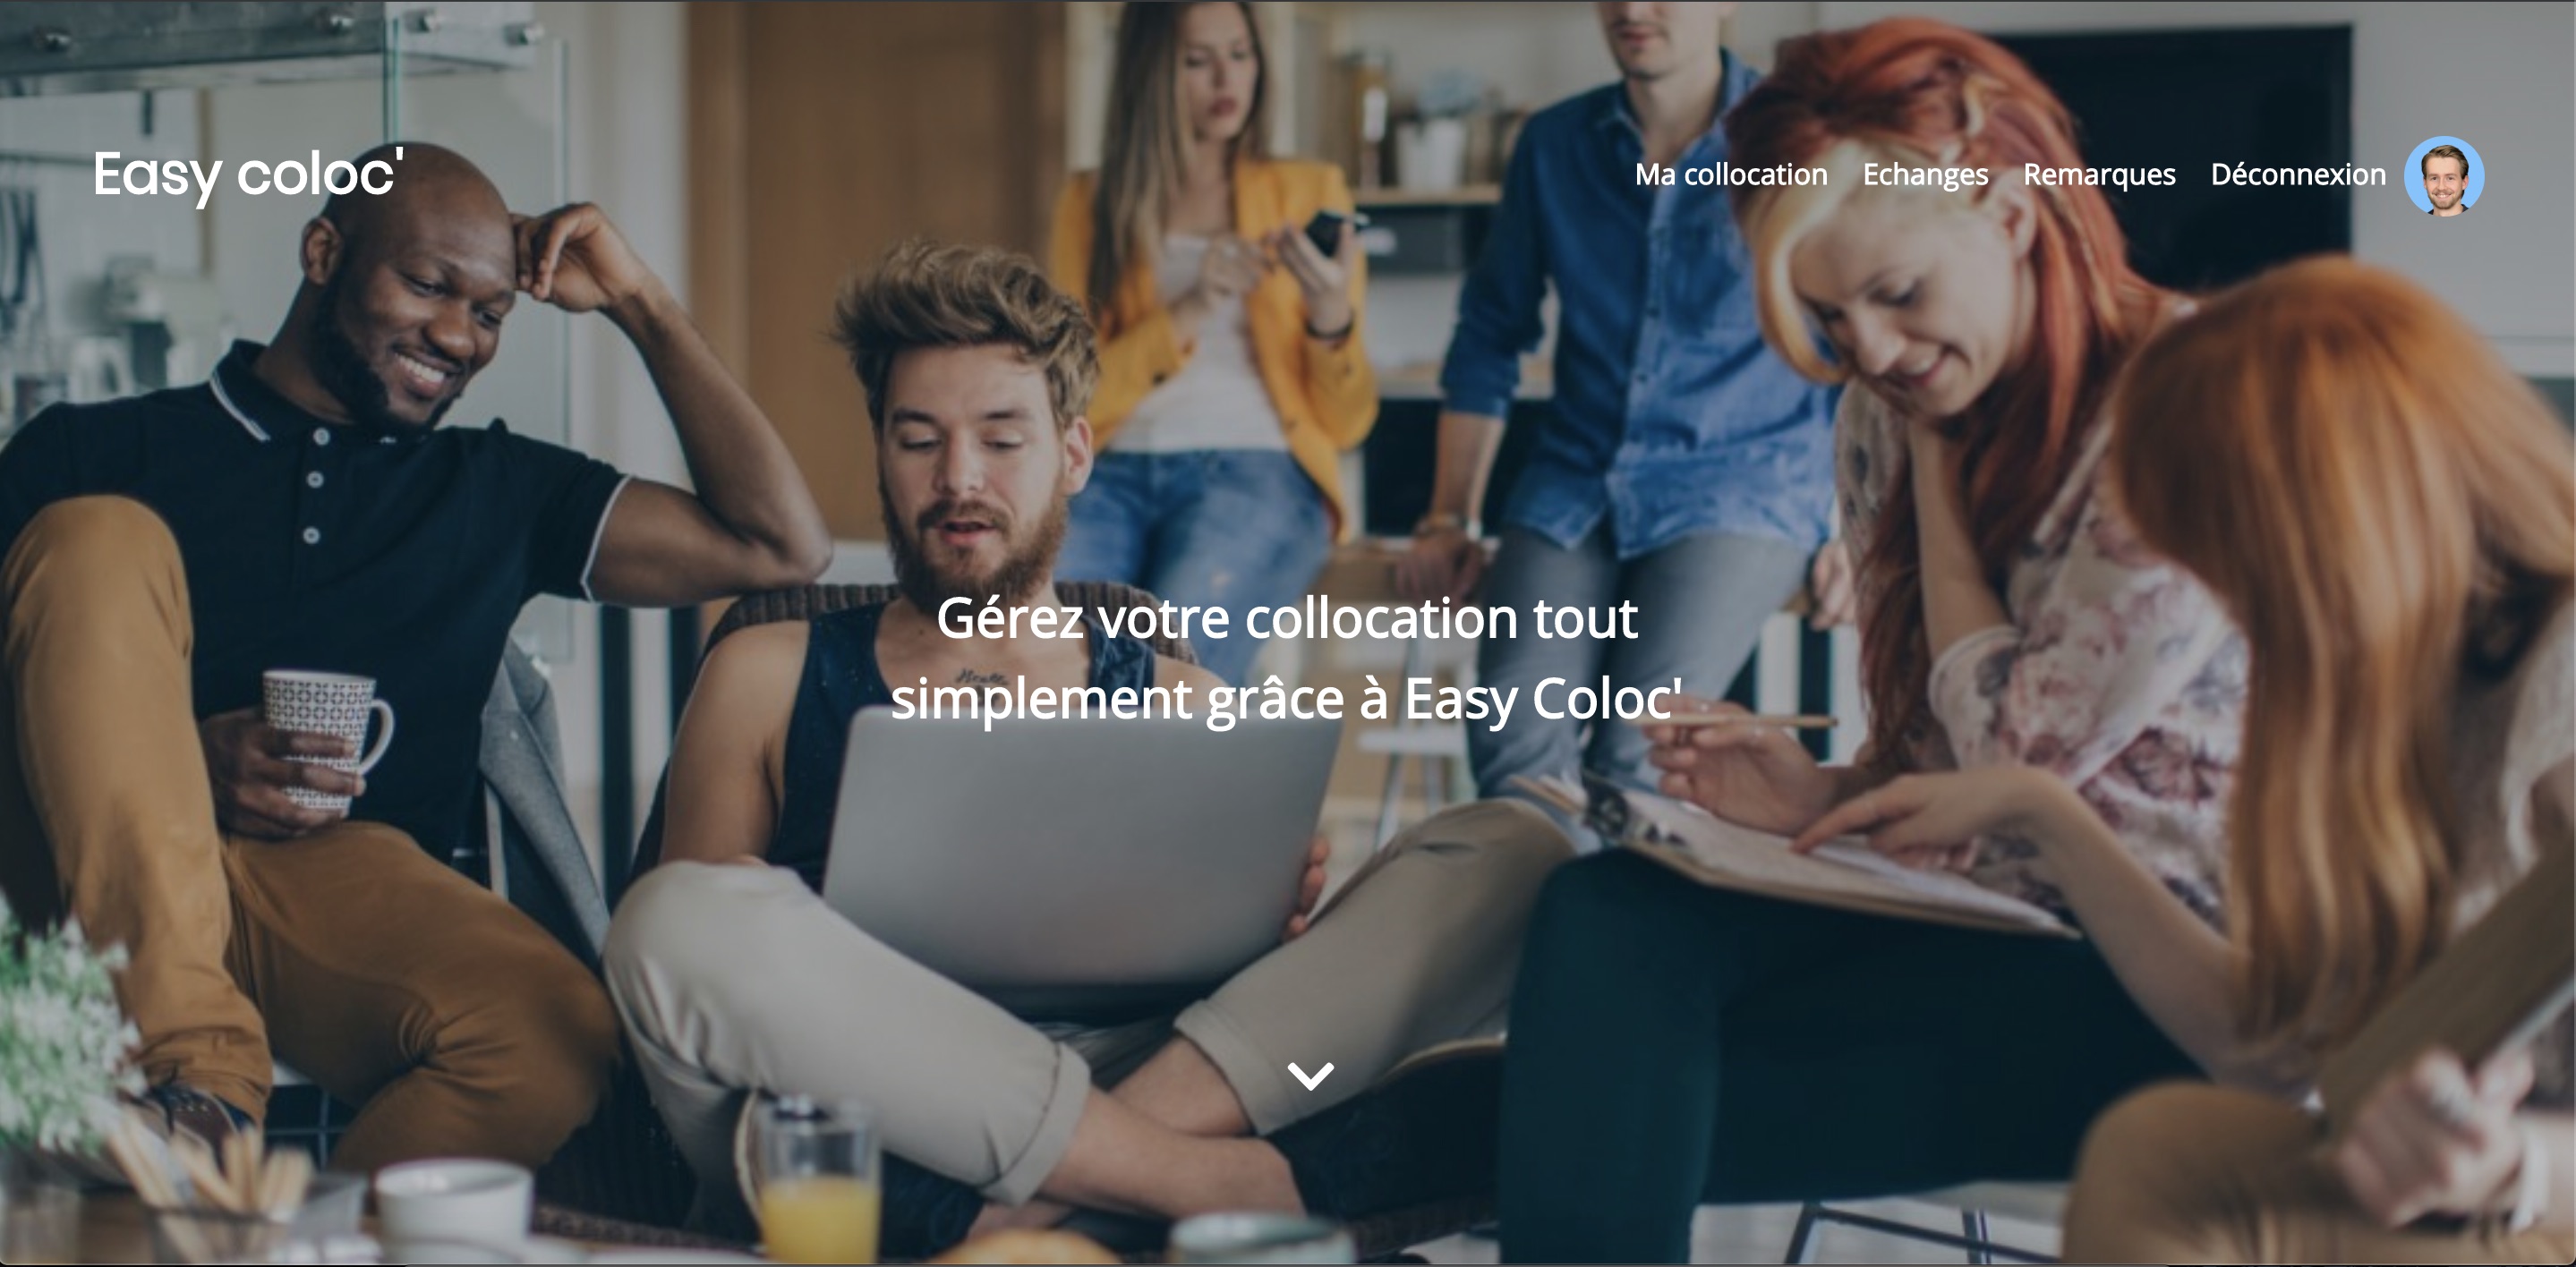 Easy coloc'
Ma collocation Echanges Remarques Déconnexion
Gérez votre collocation tout
simplement grâce à Easy Coloc'